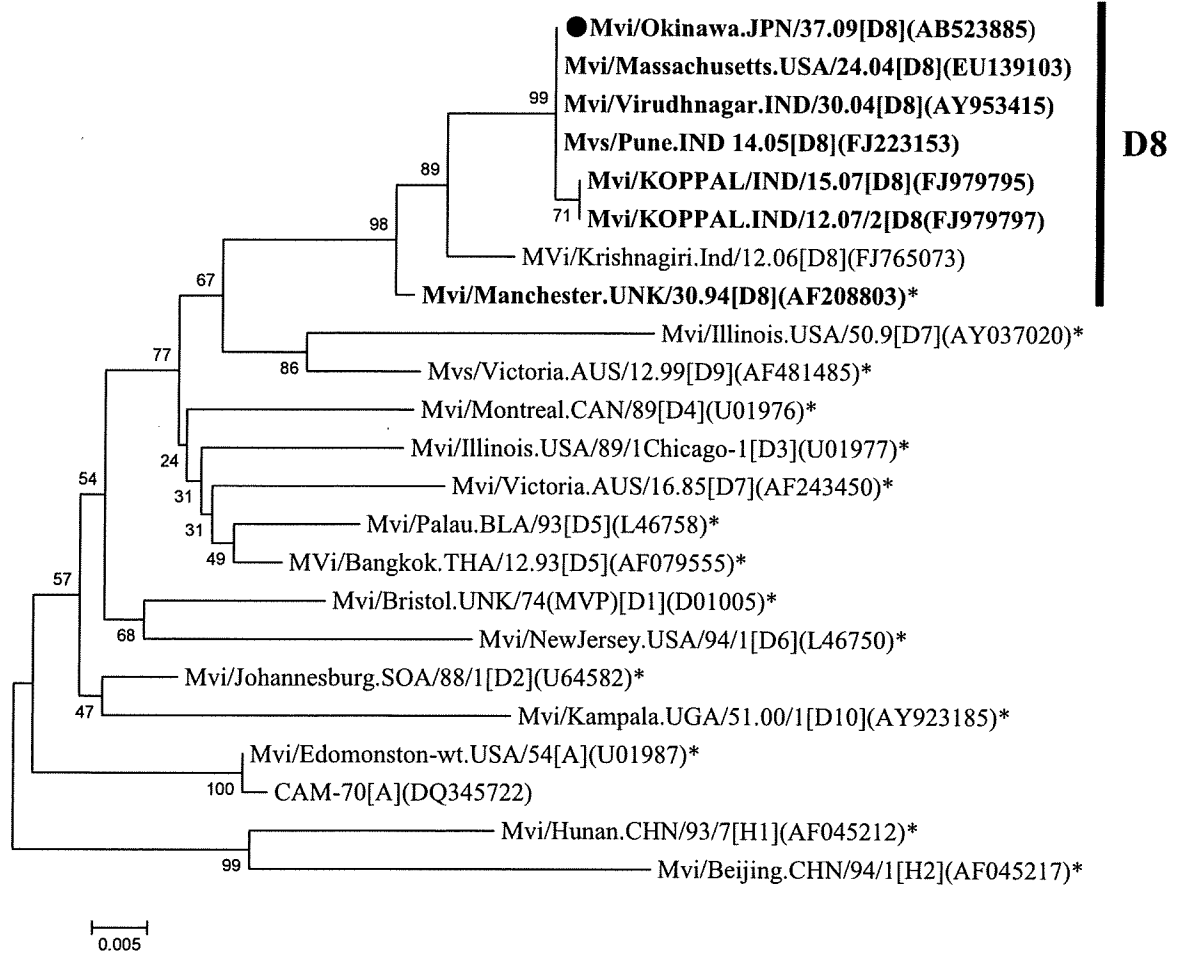 Mvi/Okinawa.JPN/37.09[D8](AB523885)
Mvi/Massachusetts.USA/24.04[D8](EU139103)
99
Mvi/Virudhnagar.IND/30.04[D8](AY953415)
Mvs/Pune.IND 14.05[D8](FJ223153)
D8
89
Mvi/KOPPAL/IND/15.07[D8](FJ979795)
71
Mvi/KOPPAL.IND/12.07/2[D8(FJ979797)
98
MVi/Krishnagiri.Ind/12.06[D8](FJ765073)
67
Mvi/Manchester.UNK/30.94[D8](AF208803)*
Mvi/Illinois.USA/50.9[D7](AY037020)*
77
86
Mvs/Victoria.AUS/12.99[D9](AF481485)*
Mvi/Montreal.CAN/89[D4](U01976)*
24
Mvi/Illinois.USA/89/1Chicago-1[D3](U01977)*
54
31
Mvi/Victoria.AUS/16.85[D7](AF243450)*
31
Mvi/Palau.BLA/93[D5](L46758)*
49
MVi/Bangkok.THA/12.93[D5](AF079555)*
57
Mvi/Bristol.UNK/74(MVP)[D1](D01005)*
68
Mvi/NewJersey.USA/94/1[D6](L46750)*
Mvi/Johannesburg.SOA/88/1[D2](U64582)*
47
Mvi/Kampala.UGA/51.00/1[D10](AY923185)*
Mvi/Edomonston-wt.USA/54[A](U01987)*
100
CAM-70[A](DQ345722)
Mvi/Hunan.CHN/93/7[H1](AF045212)*
99
Mvi/Beijing.CHN/94/1[H2](AF045217)*
0.005